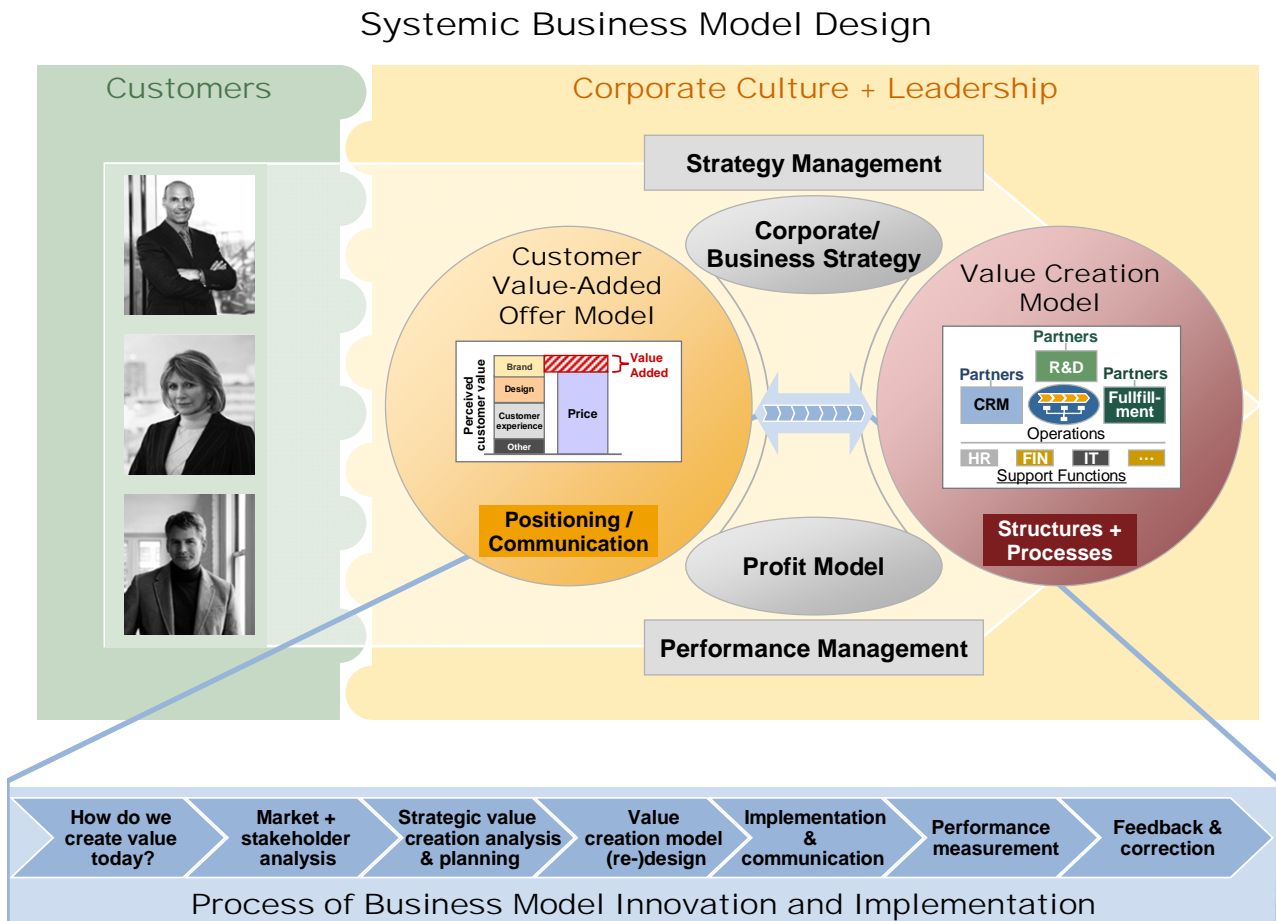 Systemic Business Model Design
Customers
Corporate Culture + Leadership
Strategy Management
Corporate/
Business Strategy
Customer
Value-Added
Offer Model
Perceived
customer value
Brand
Design
Customer
experience
Other
Price
Value
Added
Positioning /
Communication
Value Creation
Model
Partners
R&D
Partners
CRM
Partners
Fullfill-
ment
Operations
HR
FIN
IT
...
Support Functions
Structures +
Processes
Profit Model
Performance Management
How do we
create value
today?
Market +
stakeholder
analysis
Strategic value
creation analysis
& planning
Value
creation model
(re-)design
Implementation
&
communication
Performance
measurement
Feedback &
correction
Process of Business Model Innovation and Implementation